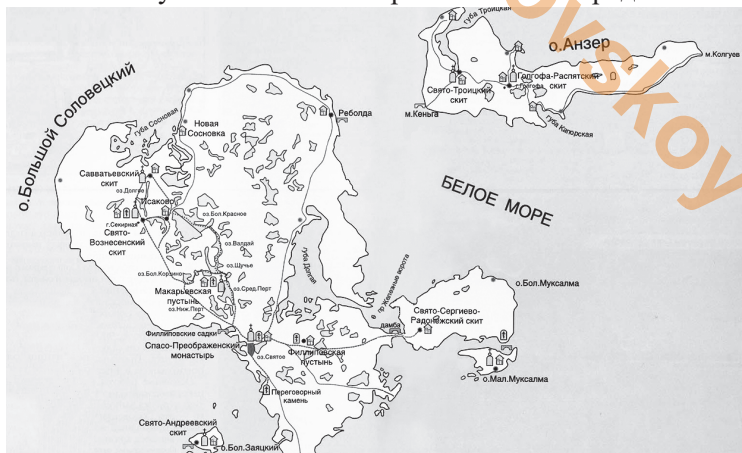 губа Троицкая
о.Анзер
м.Колгуев
Голгофа-Распятский
скит
г.Голгофа
Свято-Троицкий
скит
м.Кеньга
губа Капорская
о.Большой Соловецкий
губа Сосновая
Новая
Сосновка
Реболда
Савватьевский
скит
оз.Долгое
Исаково
г.Секирная
Свято-
Вознесенский
скит
оз.Бол.Красное
оз.Валдай
оз.Щучье
оз.Бол.Корзино
Макарьевская
пустынь
оз.Сред.Перт
оз.Ниж.Перт
БЕЛОЕ МОРЕ
губа Долгая
пр.Железные ворота
о.Бол.Муксалма
Свято-Сергиево-
Радонежский скит
дамба
Филипповские садки
Спасо-Преображенский
монастырь
оз.Святое
Филипповская
пустынь
о.Мал.Муксалма
Переговорный
камень
Свято-Андреевский
скит
о.Бол.Заяцкий
ovskoy